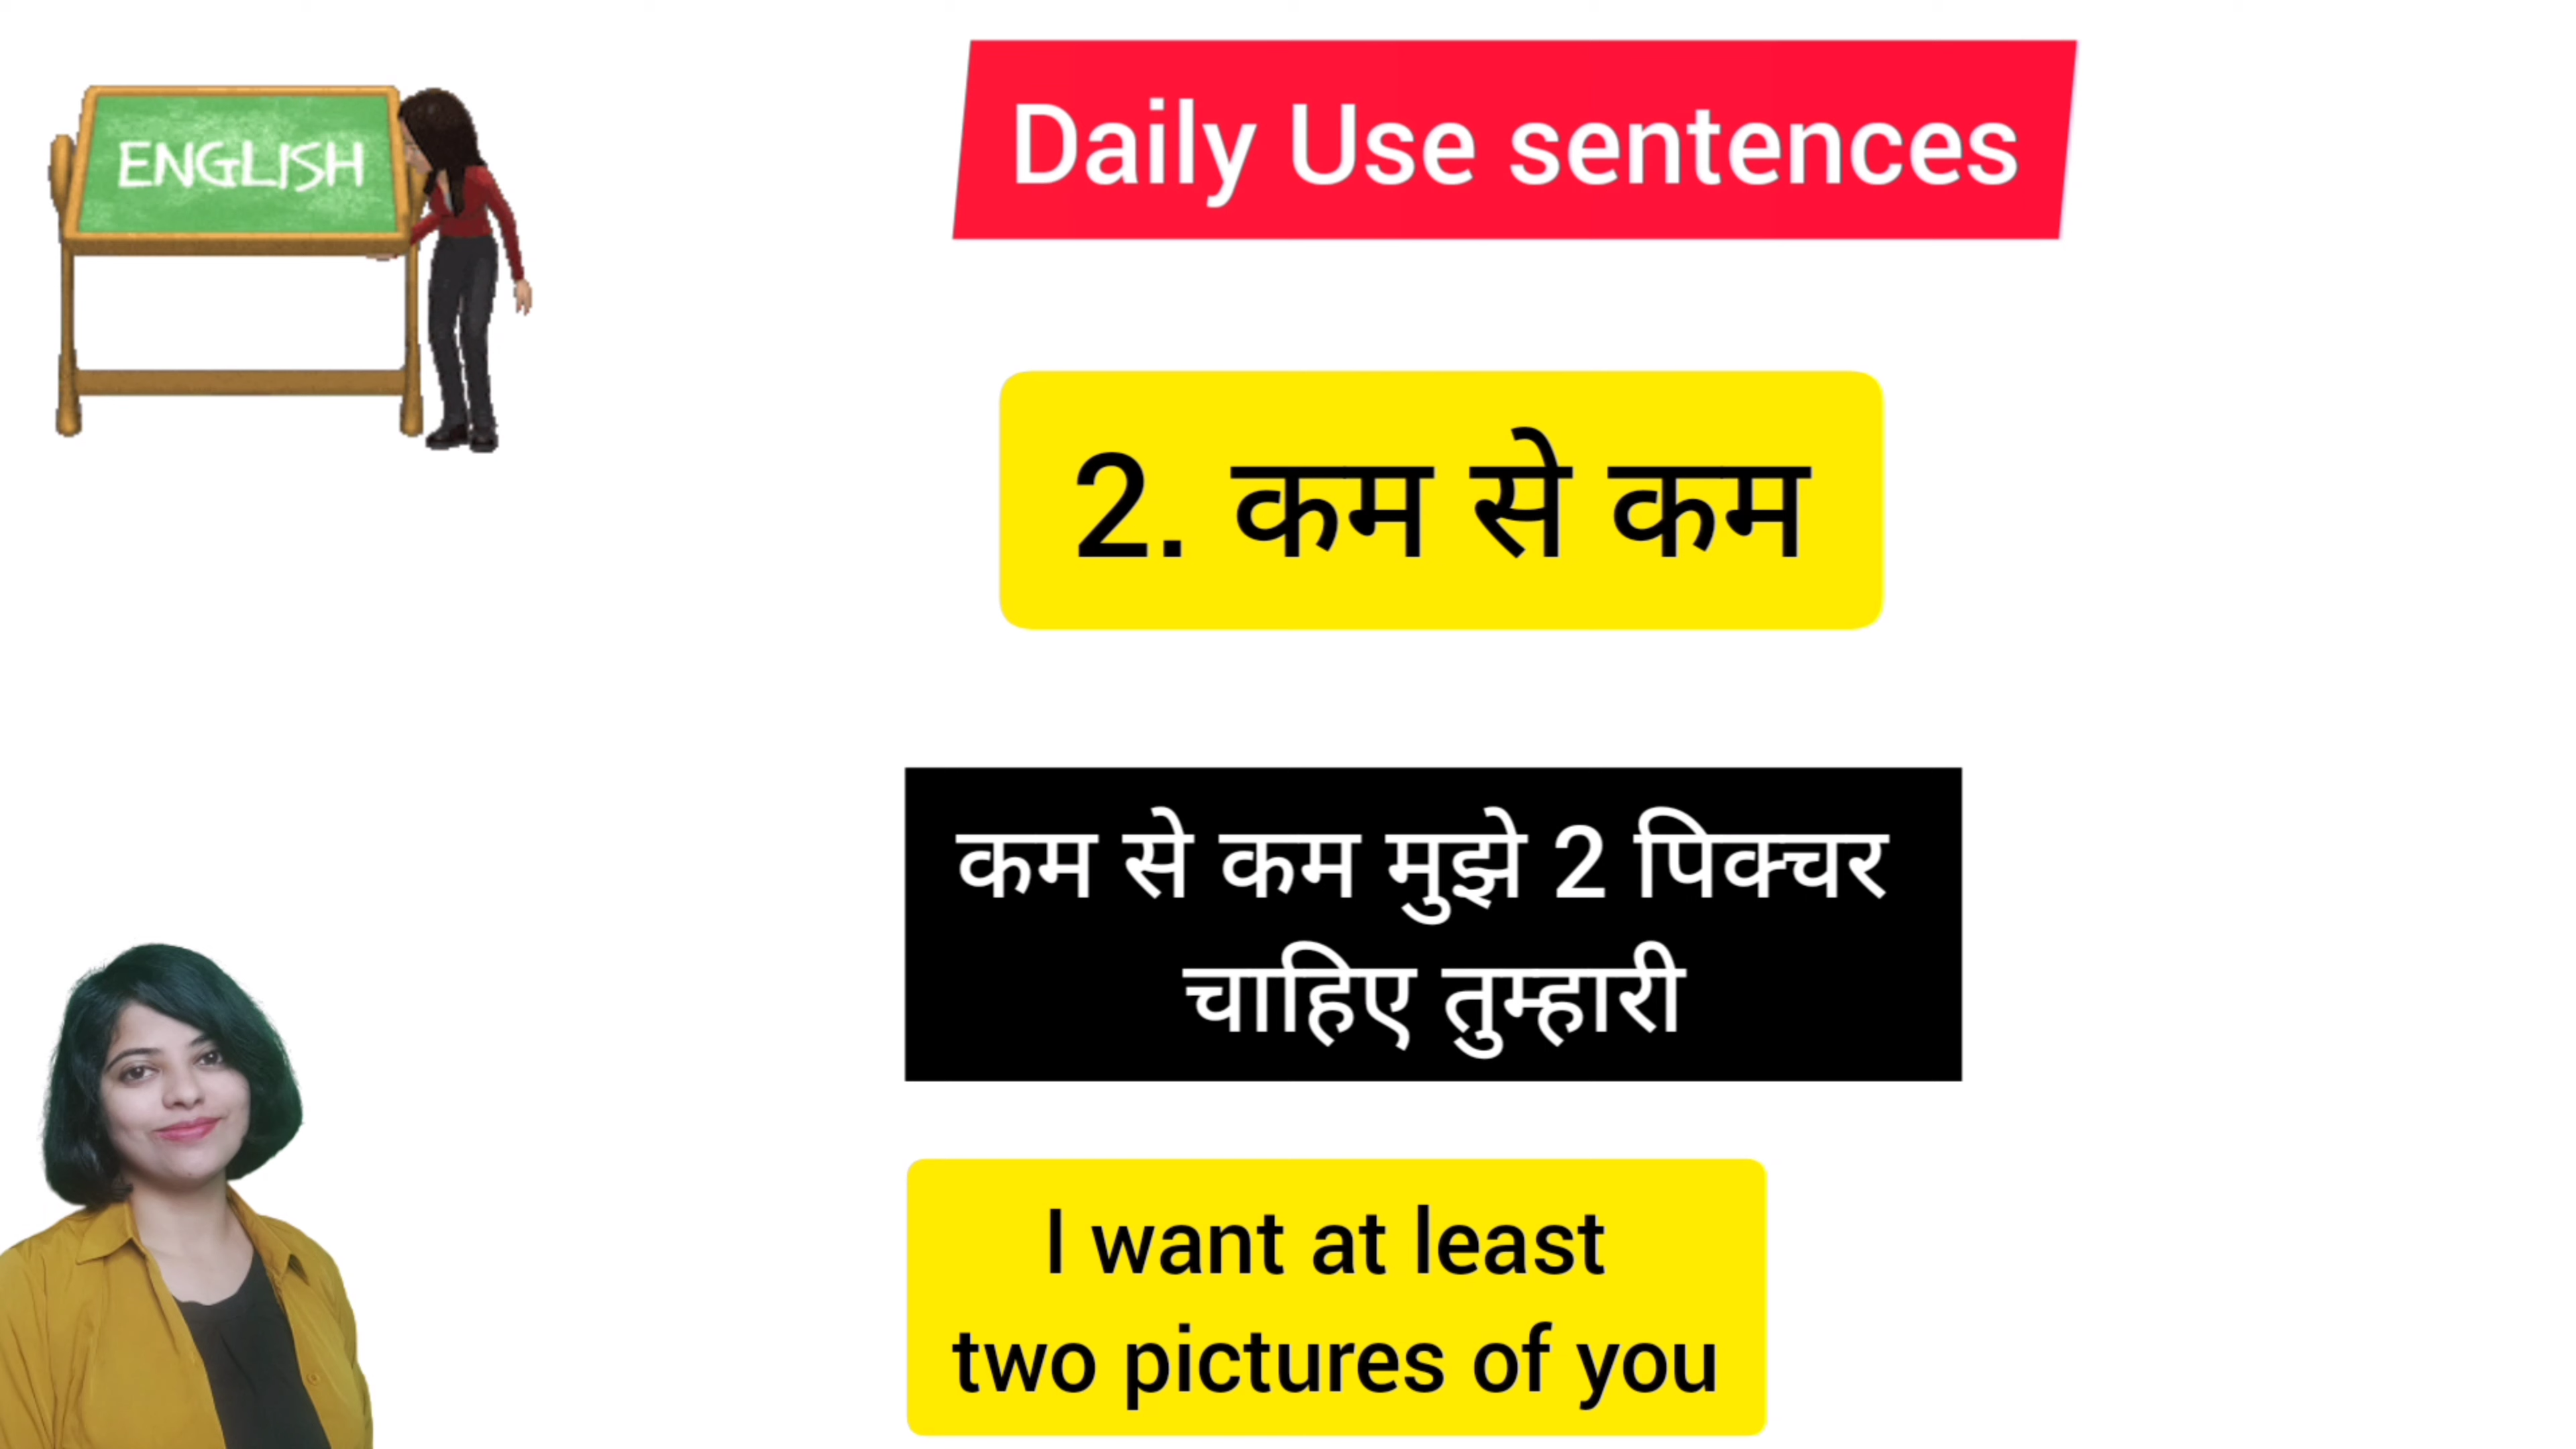 ENGLISH
Daily Use sentences
2. कम से कम
कम से कम मुझे 2 पिक्चर
चाहिए तुम्हारी
I want at least
two pictures of you